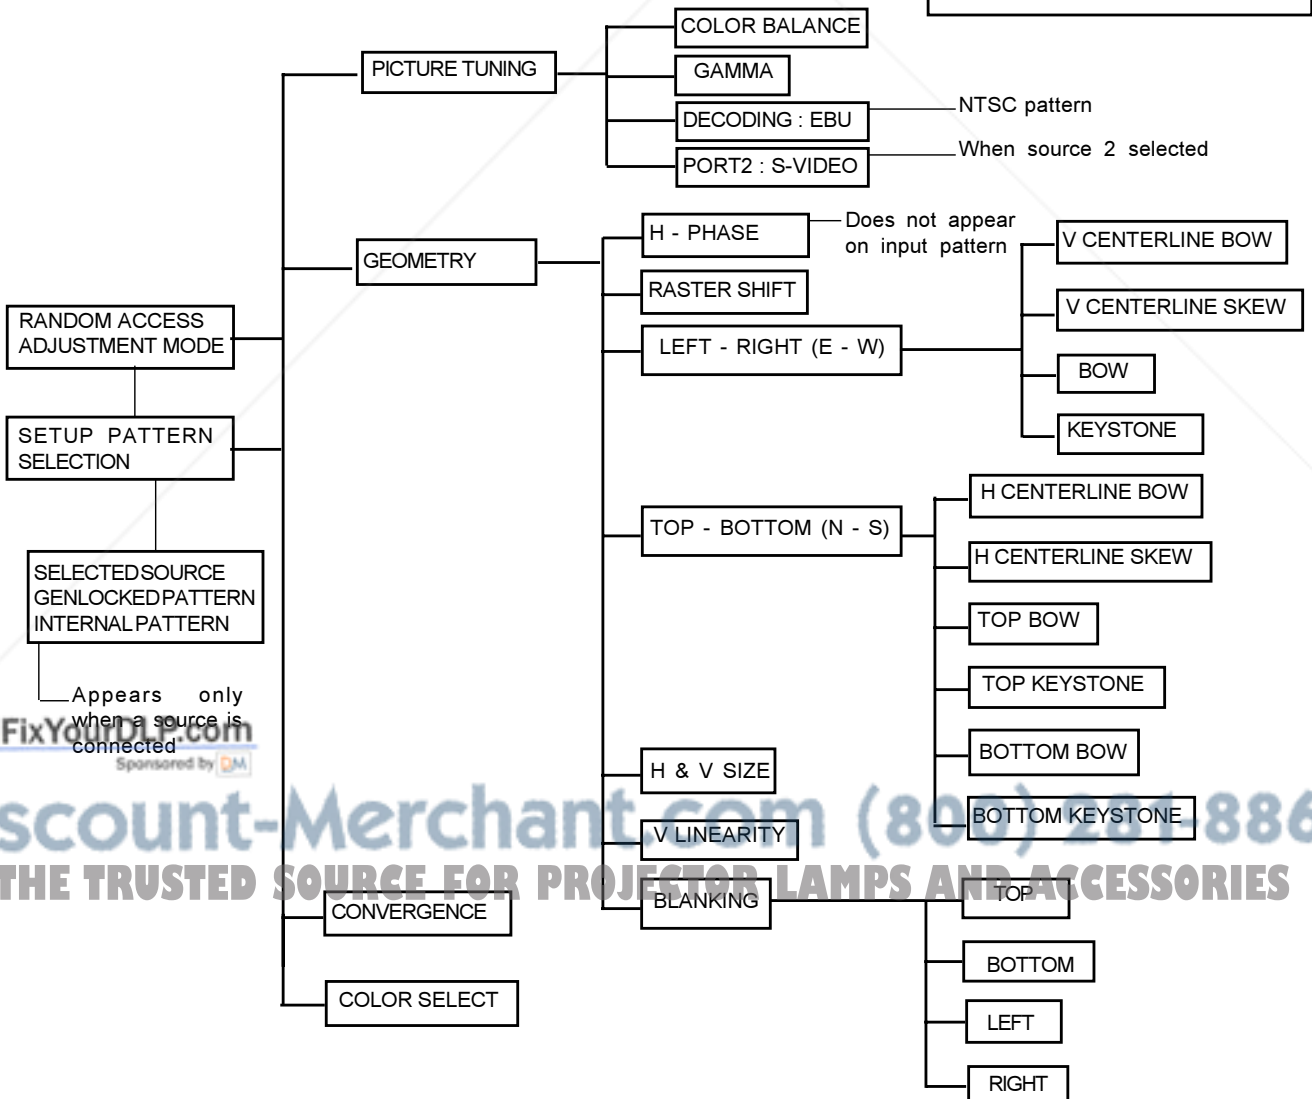 COLOR BALANCE
PICTURE TUNING
GAMMA
DECODING : EBU
NTSC pattern
PORT2 : S-VIDEO
When source 2 selected
GEOMETRY
H - PHASE
Does not appear
on input pattern
RASTER SHIFT
LEFT - RIGHT (E - W)
V CENTERLINE BOW
V CENTERLINE SKEW
BOW
KEYSTONE
RANDOM ACCESS
ADJUSTMENT MODE
SETUP PATTERN
SELECTION
SELECTED SOURCE
GENLOCKED PATTERN
INTERNAL PATTERN
Appears only
when a source is
connected
TOP - BOTTOM (N - S)
H CENTERLINE BOW
H CENTERLINE SKEW
TOP BOW
TOP KEYSTONE
BOTTOM BOW
BOTTOM KEYSTONE
H & V SIZE
V LINEARITY
BLANKING
TOP
BOTTOM
LEFT
RIGHT
CONVERGENCE
COLOR SELECT
FixYourDLP.com
Sponsored by DM
scount-Merchant.com (800) 281-886
THE TRUSTED SOURCE FOR PROJECTOR LAMPS AND ACCESSORIES